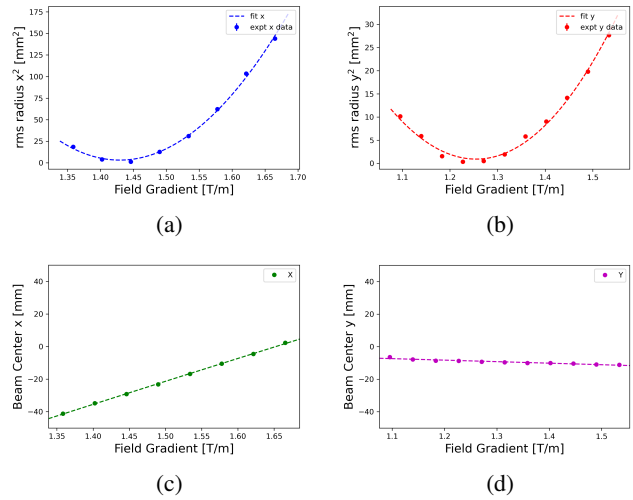 rms radius x² [mm²]
175
150
125
100
75
50
25
0
fit x
expt x data
1.35 1.40 1.45 1.50 1.55 1.60 1.65 1.70
Field Gradient [T/m]
(a)
rms radius y² [mm²]
30
25
20
15
10
5
0
fit y
expt y data
1.1 1.2 1.3 1.4 1.5
Field Gradient [T/m]
(b)
Beam Center x [mm]
40
20
0
−20
−40
X
1.35 1.40 1.45 1.50 1.55 1.60 1.65
Field Gradient [T/m]
(c)
Beam Center y [mm]
40
20
0
−20
−40
Y
1.1 1.2 1.3 1.4 1.5
Field Gradient [T/m]
(d)